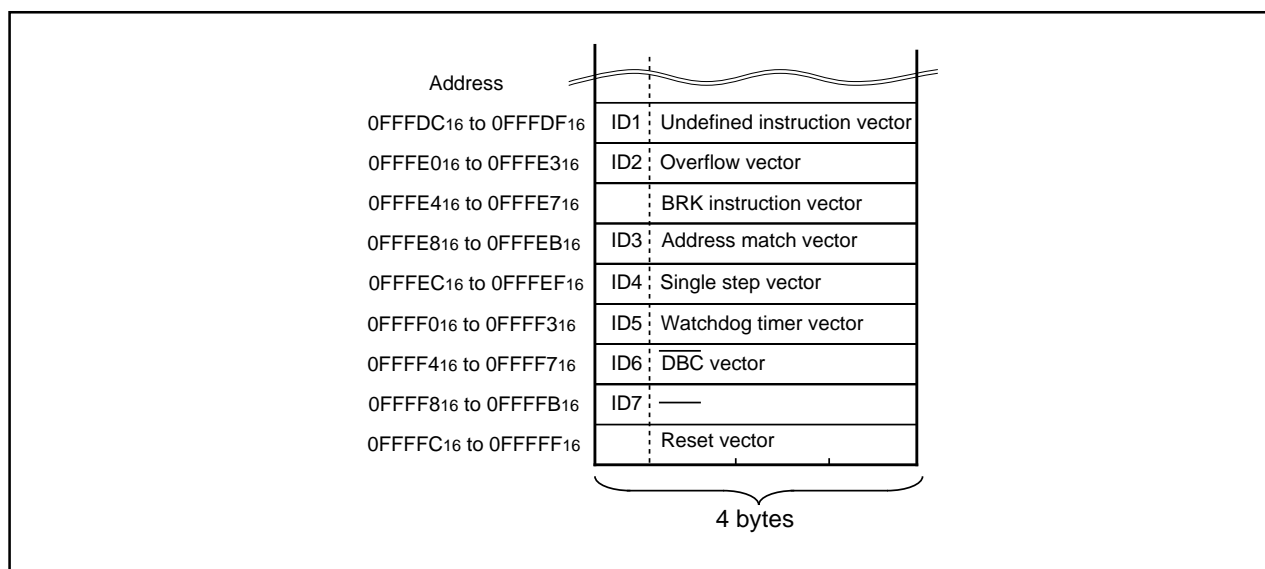 Address
0FFFDC16 to 0FFFDF16 ID1 Undefined instruction vector
0FFFE016 to 0FFFE316 ID2 Overflow vector
0FFFE416 to 0FFFE716 BRK instruction vector
0FFFE816 to 0FFFEB16 ID3 Address match vector
0FFFEC16 to 0FFFEF16 ID4 Single step vector
0FFFF016 to 0FFFF316 ID5 Watchdog timer vector
0FFFF416 to 0FFFF716 ID6 D̅B̅C̅ vector
0FFFF816 to 0FFFFB16 ID7 ——
0FFFFC16 to 0FFFFF16 Reset vector
4 bytes